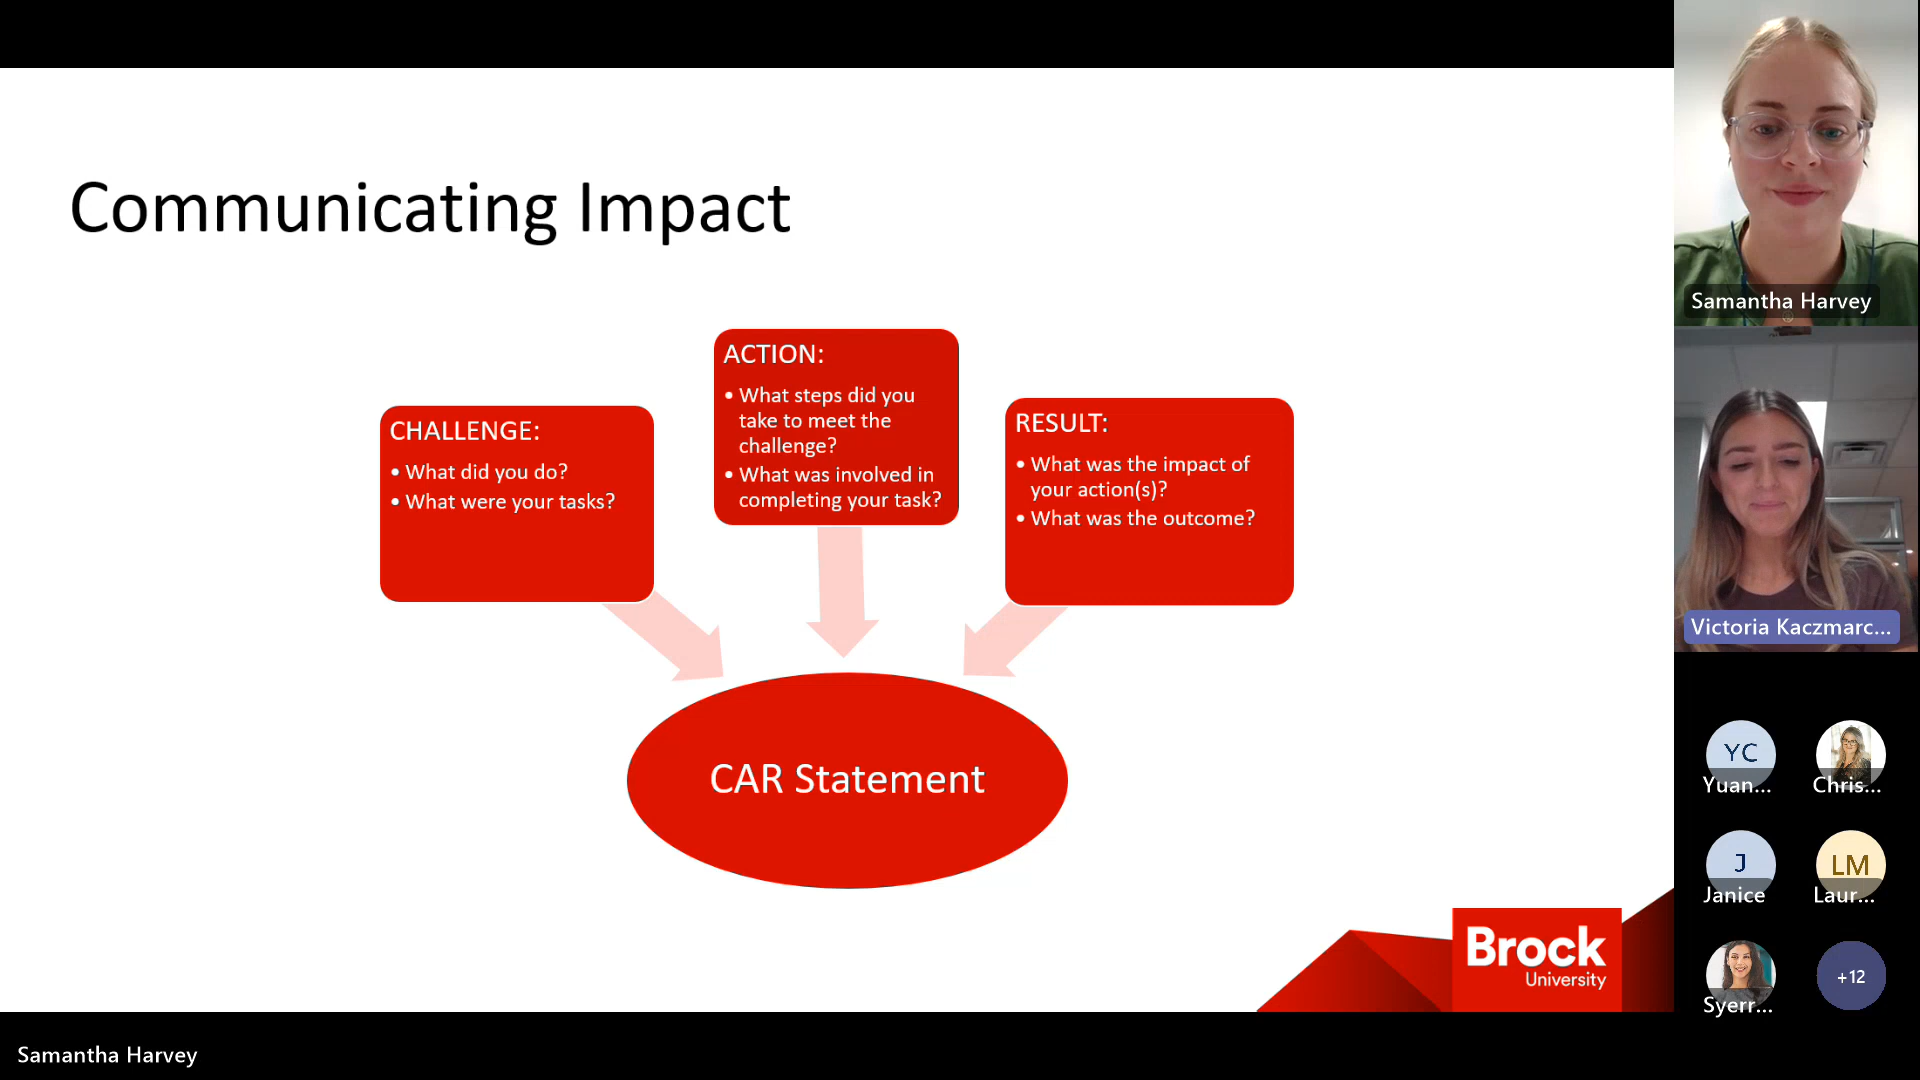 Communicating Impact
CHALLENGE:
• What did you do?
• What were your tasks?
ACTION:
• What steps did you
take to meet the
challenge?
• What was involved in
completing your task?
RESULT:
• What was the impact of
your action(s)?
• What was the outcome?
CAR Statement
Brock
University
Samantha Harvey
Samantha Harvey
Victoria Kaczmarc...
YC
Yuan...
Chris...
J
Janice
LM
Laur...
Syerr...
+12